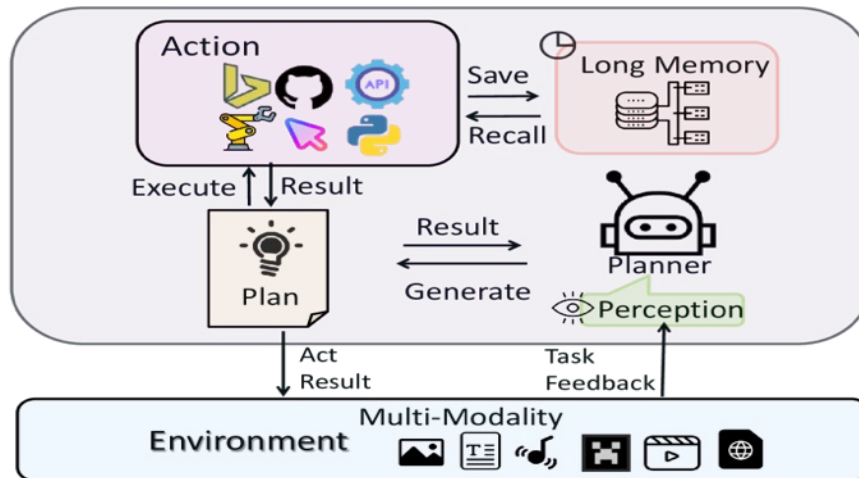 Action
API
Save
Recall
Long Memory
Execute
Result
Plan
Result
Generate
Planner
Perception
Act
Result
Task
Feedback
Multi-Modality
Environment
T